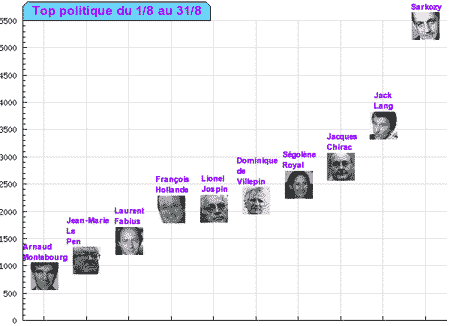 Top politique du 1/8 au 31/8
Sarkozy
5500
5000
4500
4000
3500
3000
2500
2000
1500
1000
500
0
Jack
Lang
Jacques
Chirac
Ségolène
Royal
Dominique
de
Villepin
Lionel
Jospin
François
Hollande
Laurent
Fabius
Jean-Marie
Le
Pen
Arnaud
Montebourg